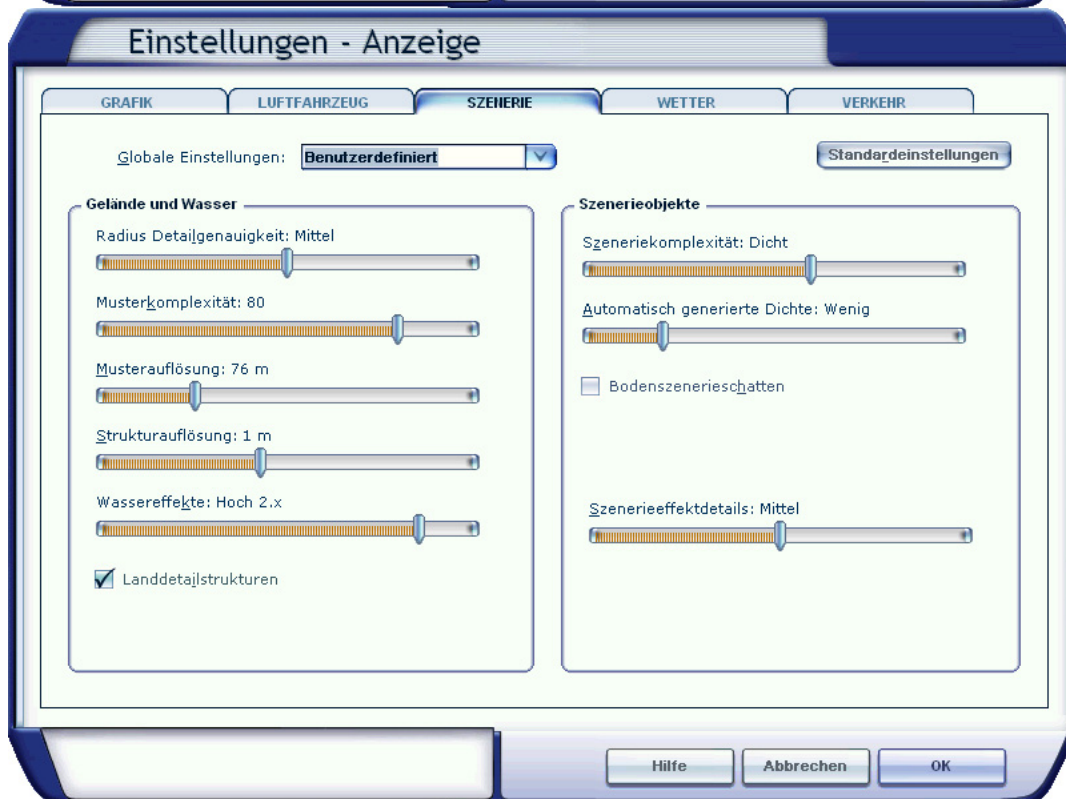 Einstellungen - Anzeige
GRAFIK
LUFTFAHRZEUG
SZENERIE
WETTER
VERKEHR
Globale Einstellungen: Benutzerdefiniert
Standardeinstellungen
Gelände und Wasser
Radius Detailgenauigkeit: Mittel
Musterkomplexität: 80
Musterauflösung: 76 m
Strukturauflösung: 1 m
Wassereffekte: Hoch 2.x
Landdetailstrukturen
Szenerieobjekte
Szeneriekomplexität: Dicht
Automatisch generierte Dichte: Wenig
Bodenszenerieschatten
Szenerieeffektdetails: Mittel
Hilfe
Abbrechen
OK